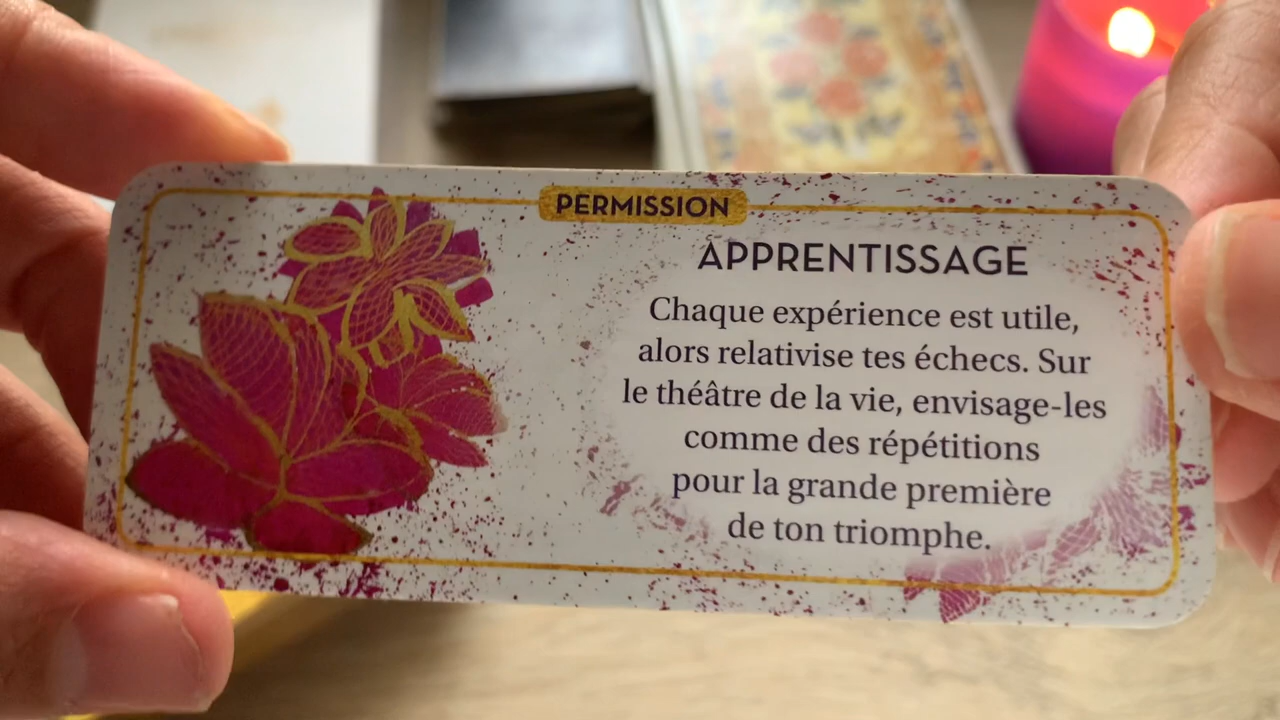 PERMISSION
APPRENTISSAGE
Chaque expérience est utile,
alors relativise tes échecs. Sur
le théâtre de la vie, envisage-les
comme des répétitions
pour la grande première
de ton triomphe.